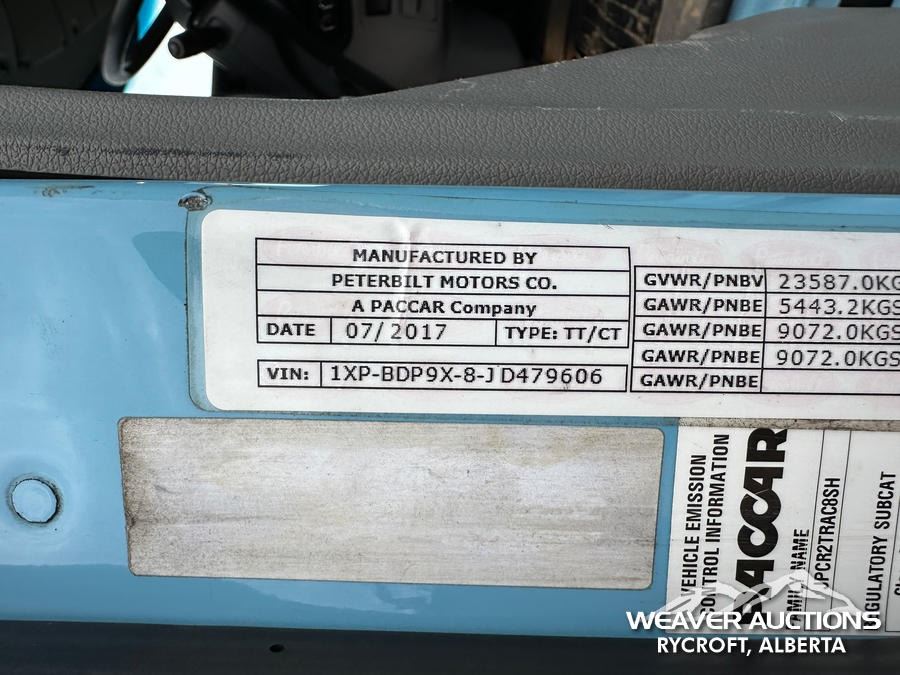 MANUFACTURED BY
PETERBILT MOTORS CO.
A PACCAR Company
DATE 07/2017 TYPE: TT/CT
VIN: 1XP-BDP9X-8-JD479606
GVWR/PNBV 23587.0KG
GAWR/PNBE 5443.2KGS
GAWR/PNBE 9072.0KGS
GAWR/PNBE 9072.0KGS
GAWR/PNBE
VEHICLE EMISSION
CONTROL INFORMATION
PACCAR
FAMILY NAME
JPCR2TRAC8SH
REGULATORY SUBCAT
WEAVER AUCTIONS
RYCROFT, ALBERTA